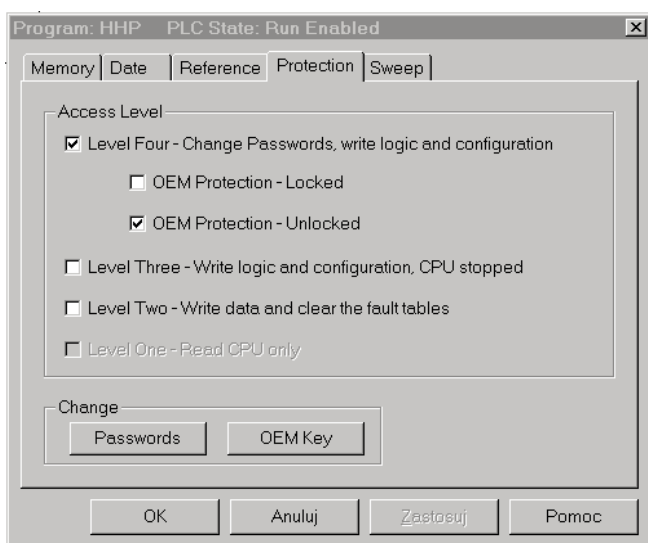 Program: HHP PLC State: Run Enabled
Memory Date Reference Protection Sweep
Access Level
Level Four - Change Passwords, write logic and configuration
OEM Protection - Locked
OEM Protection - Unlocked
Level Three - Write logic and configuration, CPU stopped
Level Two - Write data and clear the fault tables
Level One - Read CPU only
Change
Passwords OEM Key
OK Anuluj Zastosuj Pomoc